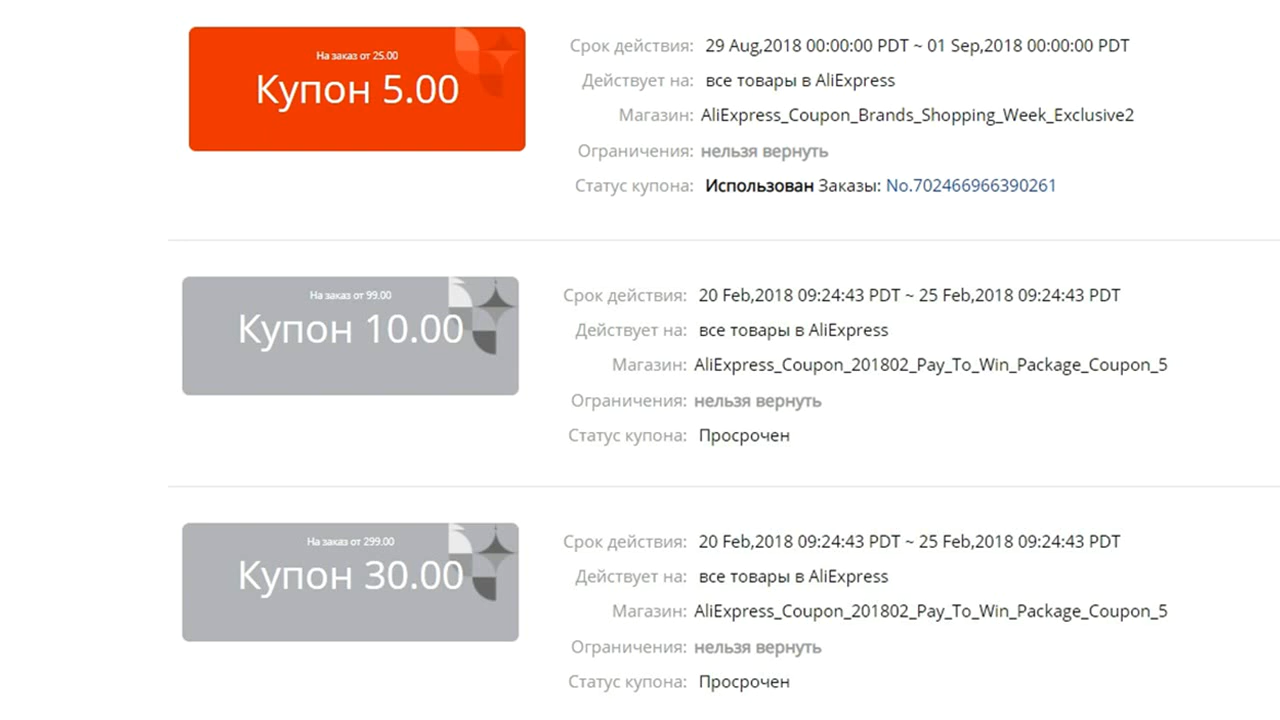 На заказ от 25.00
Купон 5.00
Срок действия: 29 Aug,2018 00:00:00 PDT ~ 01 Sep,2018 00:00:00 PDT
Действует на: все товары в AliExpress
Магазин: AliExpress_Coupon_Brands_Shopping_Week_Exclusive2
Ограничения: нельзя вернуть
Статус купона: Использован Заказы: No.702466966390261
На заказ от 99.00
Купон 10.00
Срок действия: 20 Feb,2018 09:24:43 PDT ~ 25 Feb,2018 09:24:43 PDT
Действует на: все товары в AliExpress
Магазин: AliExpress_Coupon_201802_Pay_To_Win_Package_Coupon_5
Ограничения: нельзя вернуть
Статус купона: Просрочен
На заказ от 299.00
Купон 30.00
Срок действия: 20 Feb,2018 09:24:43 PDT ~ 25 Feb,2018 09:24:43 PDT
Действует на: все товары в AliExpress
Магазин: AliExpress_Coupon_201802_Pay_To_Win_Package_Coupon_5
Ограничения: нельзя вернуть
Статус купона: Просрочен